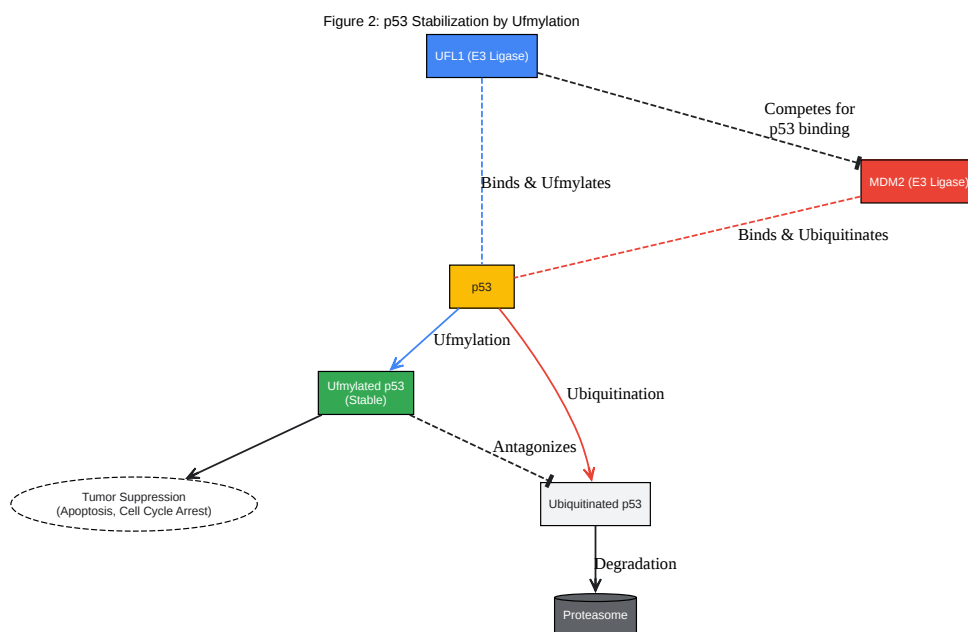 Figure 2: p53 Stabilization by Ufmylation
UFL1 (E3 Ligase)
Competes for
p53 binding
MDM2 (E3 Ligase)
Binds & Ufmylates
Binds & Ubiquitinates
p53
Ufmylation
Ufmylated p53
(Stable)
Ubiquitination
Antagonizes
Tumor Suppression
(Apoptosis, Cell Cycle Arrest)
Ubiquitinated p53
Degradation
Proteasome